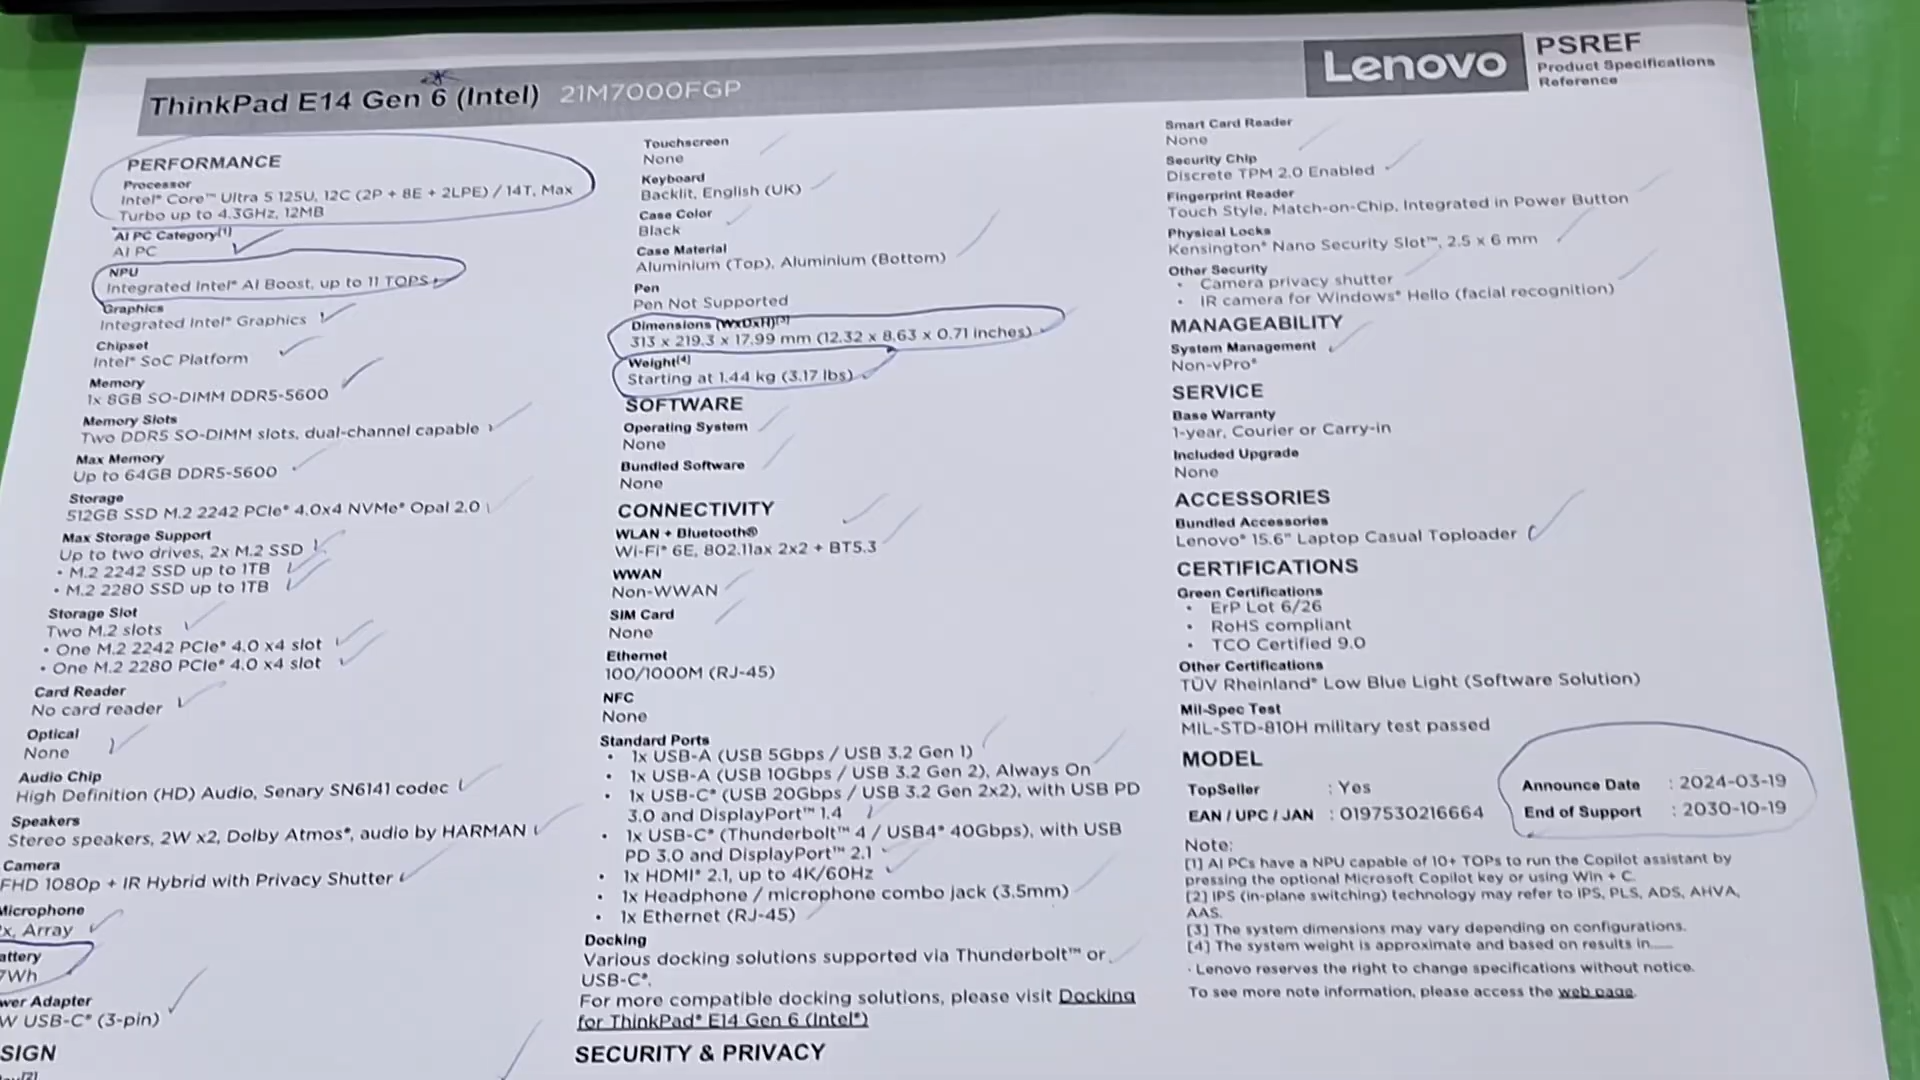 ThinkPad E14 Gen 6 (Intel) 21M7000FGP
Lenovo
PSREF
Product Specifications
Reference
PERFORMANCE
Processor
Intel® Core™ Ultra 5 125U, 12C (2P + 8E + 2LPE) / 14T, Max
Turbo up to 4.3GHz, 12MB
AI PC Category[1]
AI PC
NPU
Integrated Intel® AI Boost, up to 11 TOPS
Graphics
Integrated Intel® Graphics
Chipset
Intel® SoC Platform
Memory
1x 8GB SO-DIMM DDR5-5600
Memory Slots
Two DDR5 SO-DIMM slots, dual-channel capable
Max Memory
Up to 64GB DDR5-5600
Storage
512GB SSD M.2 2242 PCIe® 4.0x4 NVMe® Opal 2.0
Max Storage Support
Up to two drives, 2x M.2 SSD
• M.2 2242 SSD up to 1TB
• M.2 2280 SSD up to 1TB
Storage Slot
Two M.2 slots
• One M.2 2242 PCIe® 4.0 x4 slot
• One M.2 2280 PCIe® 4.0 x4 slot
Card Reader
No card reader
Optical
None
Audio Chip
High Definition (HD) Audio, Senary SN6141 codec
Speakers
Stereo speakers, 2W x2, Dolby Atmos®, audio by HARMAN
Camera
FHD 1080p + IR Hybrid with Privacy Shutter
Microphone
x, Array
attery
7Wh
wer Adapter
W USB-C® (3-pin)
SIGN
Touchscreen
None
Keyboard
Backlit, English (UK)
Case Color
Black
Case Material
Aluminium (Top), Aluminium (Bottom)
Pen
Pen Not Supported
Dimensions (WxDxH)[3]
313 x 219.3 x 17.99 mm (12.32 x 8.63 x 0.71 inches)
Weight[4]
Starting at 1.44 kg (3.17 lbs)
SOFTWARE
Operating System
None
Bundled Software
None
CONNECTIVITY
WLAN + Bluetooth®
Wi-Fi® 6E, 802.11ax 2x2 + BT5.3
WWAN
Non-WWAN
SIM Card
None
Ethernet
100/1000M (RJ-45)
NFC
None
Standard Ports
• 1x USB-A (USB 5Gbps / USB 3.2 Gen 1)
• 1x USB-A (USB 10Gbps / USB 3.2 Gen 2), Always On
• 1x USB-C® (USB 20Gbps / USB 3.2 Gen 2x2), with USB PD
3.0 and DisplayPort™ 1.4
• 1x USB-C® (Thunderbolt™ 4 / USB4® 40Gbps), with USB
PD 3.0 and DisplayPort™ 2.1
• 1x HDMI® 2.1, up to 4K/60Hz
• 1x Headphone / microphone combo jack (3.5mm)
• 1x Ethernet (RJ-45)
Docking
Various docking solutions supported via Thunderbolt™ or
USB-C®.
For more compatible docking solutions, please visit Docking
for ThinkPad® E14 Gen 6 (Intel®)
SECURITY & PRIVACY
Smart Card Reader
None
Security Chip
Discrete TPM 2.0 Enabled
Fingerprint Reader
Touch Style, Match-on-Chip, Integrated in Power Button
Physical Locks
Kensington® Nano Security Slot™, 2.5 x 6 mm
Other Security
• Camera privacy shutter
• IR camera for Windows® Hello (facial recognition)
MANAGEABILITY
System Management
Non-vPro®
SERVICE
Base Warranty
1-year, Courier or Carry-in
Included Upgrade
None
ACCESSORIES
Bundled Accessories
Lenovo® 15.6" Laptop Casual Toploader
CERTIFICATIONS
Green Certifications
• ErP Lot 6/26
• RoHS compliant
• TCO Certified 9.0
Other Certifications
TÜV Rheinland® Low Blue Light (Software Solution)
Mil-Spec Test
MIL-STD-810H military test passed
MODEL
TopSeller : Yes
EAN / UPC / JAN : 0197530216664
Announce Date : 2024-03-19
End of Support : 2030-10-19
Note:
[1] AI PCs have a NPU capable of 10+ TOPs to run the Copilot assistant by
pressing the optional Microsoft Copilot key or using Win + C.
[2] IPS (in-plane switching) technology may refer to IPS, PLS, ADS, AHVA,
AAS.
[3] The system dimensions may vary depending on configurations.
[4] The system weight is approximate and based on results in......
· Lenovo reserves the right to change specifications without notice.
To see more note information, please access the web page.